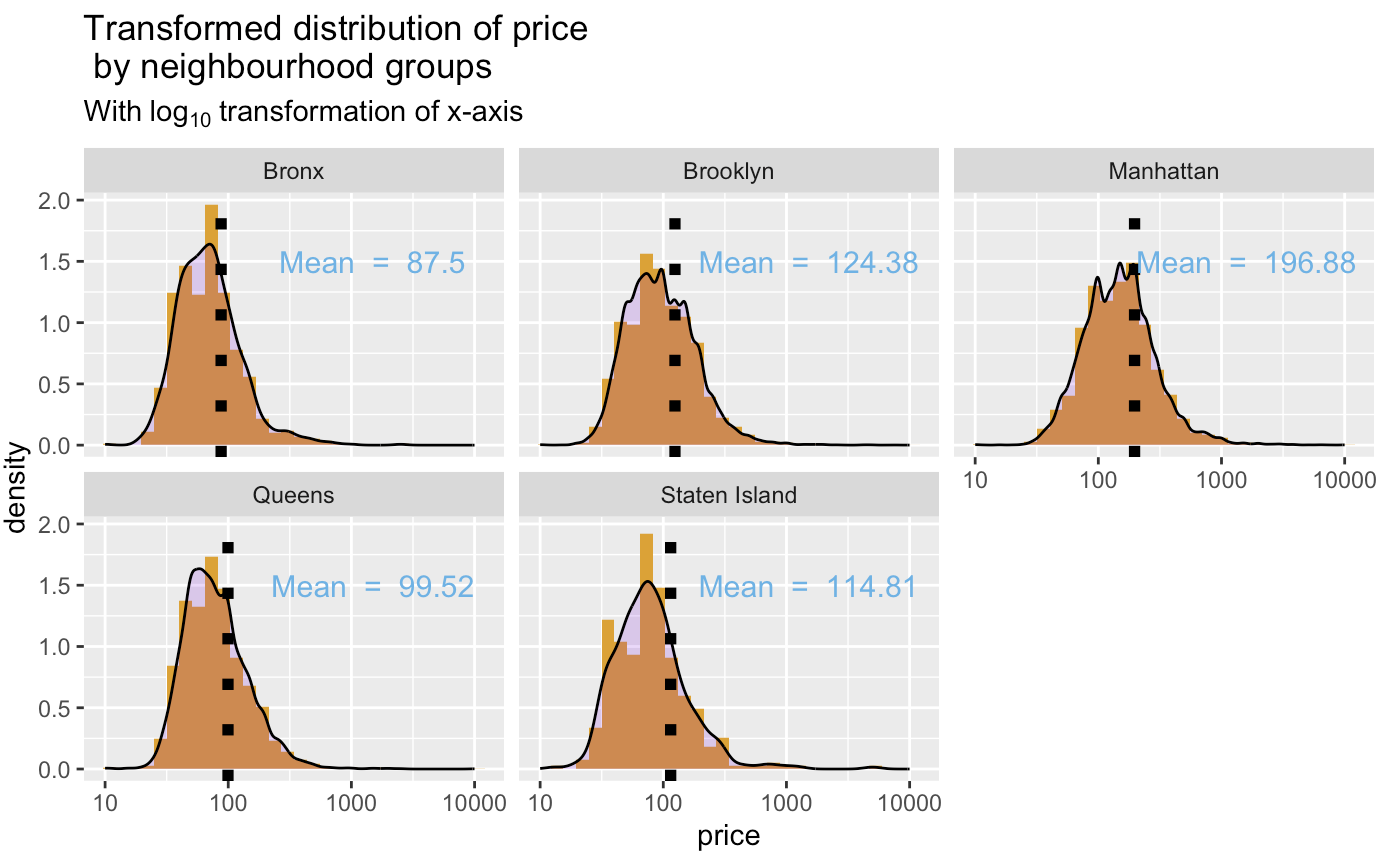 Transformed distribution of price
by neighbourhood groups
With log₁₀ transformation of x-axis
Bronx
Brooklyn
Manhattan
2.0
1.5
1.0
0.5
0.0
Mean = 87.5
Mean = 124.38
Mean = 196.88
10 100 1000 10000
density
Queens
Staten Island
2.0
1.5
1.0
0.5
0.0
Mean = 99.52
Mean = 114.81
10 100 1000 10000
10 100 1000 10000
price